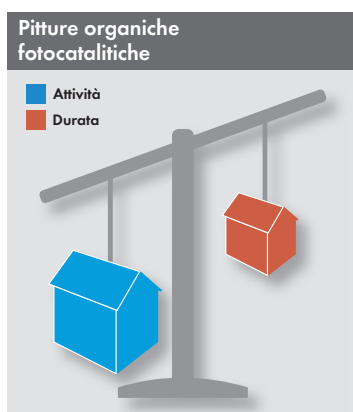 Pitture organiche
fotocatalitiche
Attività
Durata